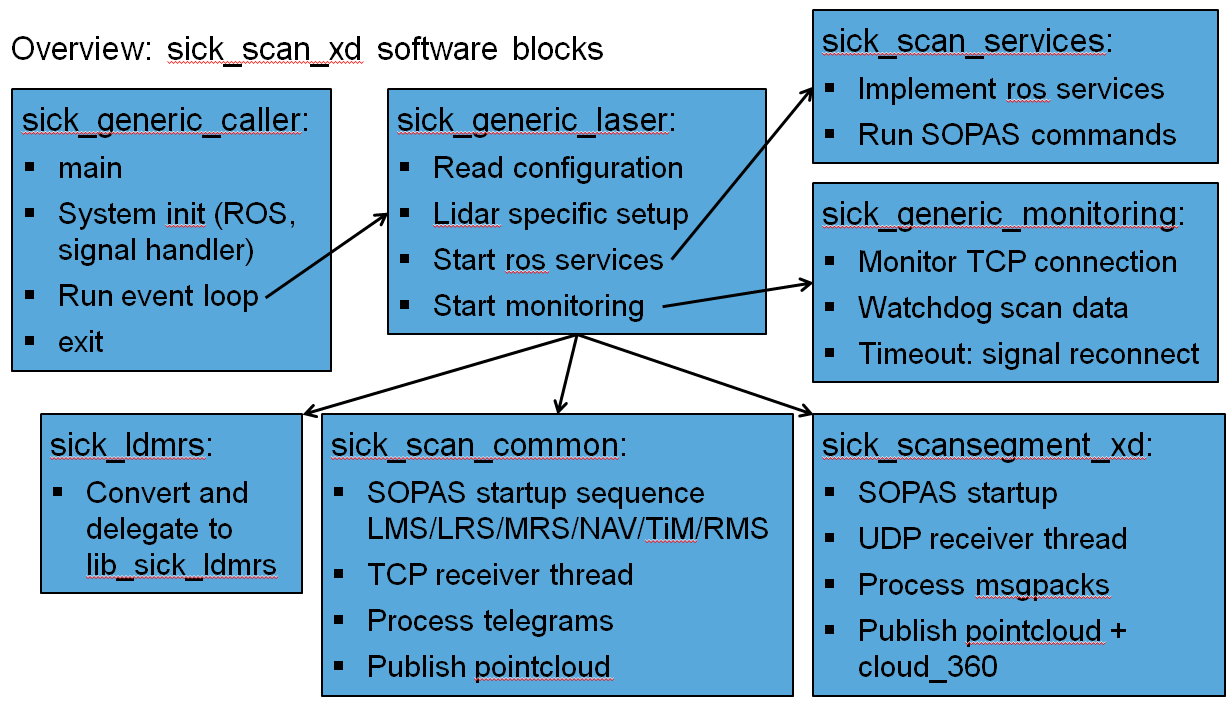 Overview: sick_scan_xd software blocks
sick_generic_caller:
▪ main
▪ System init (ROS,
signal handler)
▪ Run event loop
▪ exit
sick_generic_laser:
▪ Read configuration
▪ Lidar specific setup
▪ Start ros services
▪ Start monitoring
sick_scan_services:
▪ Implement ros services
▪ Run SOPAS commands
sick_generic_monitoring:
▪ Monitor TCP connection
▪ Watchdog scan data
▪ Timeout: signal reconnect
sick_ldmrs:
▪ Convert and
delegate to
lib_sick_ldmrs
sick_scan_common:
▪ SOPAS startup sequence
LMS/LRS/MRS/NAV/TiM/RMS
▪ TCP receiver thread
▪ Process telegrams
▪ Publish pointcloud
sick_scansegment_xd:
▪ SOPAS startup
▪ UDP receiver thread
▪ Process msgpacks
▪ Publish pointcloud +
cloud_360